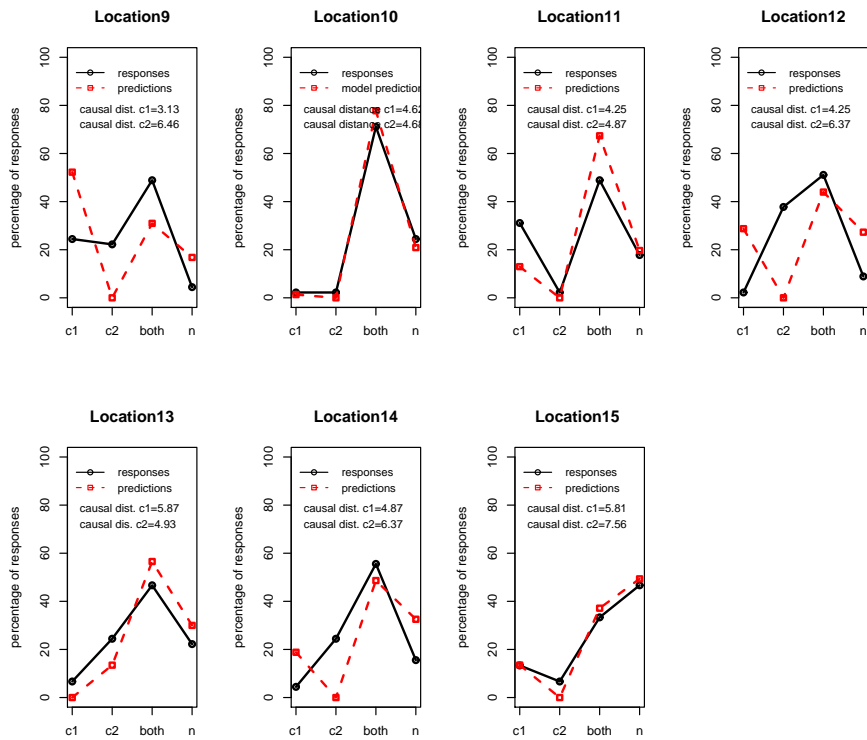 Location9
percentage of responses
100
80
60
40
20
0
responses
predictions
causal dist. c1=3.13
causal dist. c2=6.46
c1 c2 both n
Location10
percentage of responses
100
80
60
40
20
0
responses
model prediction
causal distance c1=4.62
causal distance c2=4.68
c1 c2 both n
Location11
percentage of responses
100
80
60
40
20
0
responses
predictions
causal dist. c1=4.25
causal dist. c2=4.87
c1 c2 both n
Location12
percentage of responses
100
80
60
40
20
0
responses
predictions
causal dist. c1=4.25
causal dist. c2=6.37
c1 c2 both n
Location13
percentage of responses
100
80
60
40
20
0
responses
predictions
causal dist. c1=5.87
causal dis. c2=4.93
c1 c2 both n
Location14
percentage of responses
100
80
60
40
20
0
responses
predictions
causal dist. c1=4.87
causal dist. c2=6.37
c1 c2 both n
Location15
percentage of responses
100
80
60
40
20
0
responses
predictions
causal dist. c1=5.81
causal dist. c2=7.56
c1 c2 both n